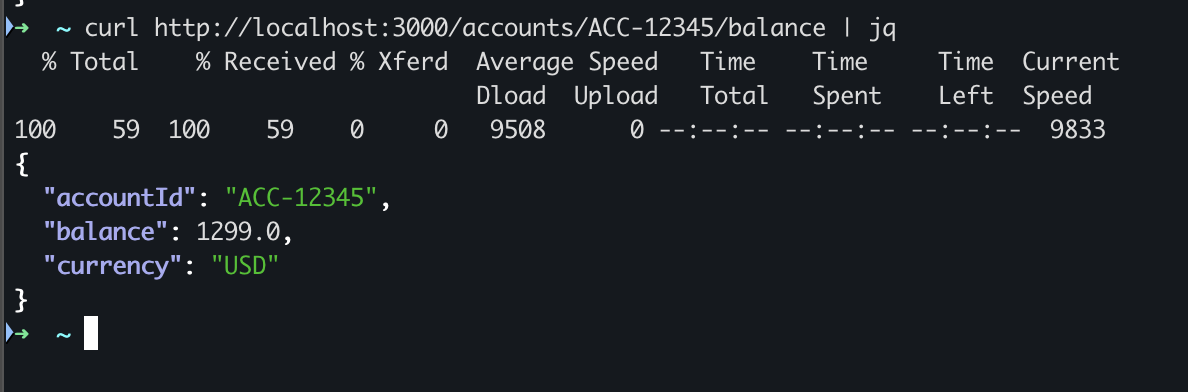 }
➜  ~ curl http://localhost:3000/accounts/ACC-12345/balance | jq
  % Total    % Received % Xferd  Average Speed   Time    Time     Time  Current
                                 Dload  Upload   Total   Spent    Left  Speed
100    59  100    59    0     0   9508      0 --:--:-- --:--:-- --:--:--  9833
{
  "accountId": "ACC-12345",
  "balance": 1299.0,
  "currency": "USD"
}
➜  ~